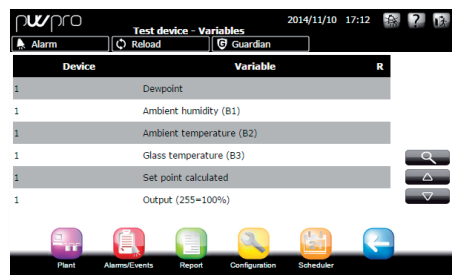 pwpro
Test device - Variables
2014/11/10 17:12
?
Alarm
Reload
G Guardian
Device Variable R
1 Dewpoint
1 Ambient humidity (B1)
1 Ambient temperature (B2)
1 Glass temperature (B3)
1 Set point calculated
1 Output (255=100%)
Plant Alarms/Events Report Configuration Scheduler